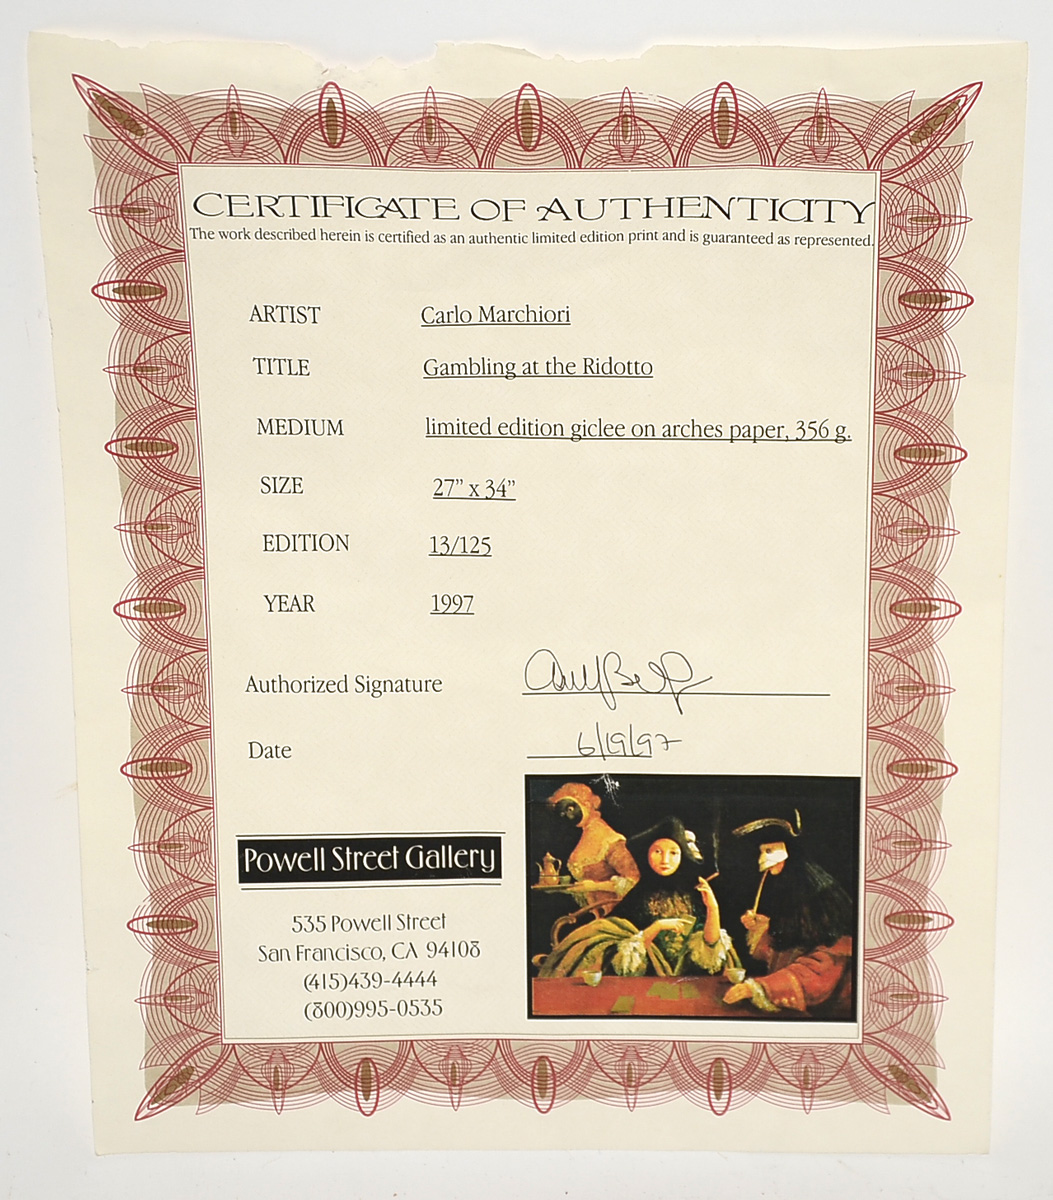 CERTIFICATE OF AUTHENTICITY
The work described herein is certified as an authentic limited edition print and is guaranteed as represented.
ARTIST Carlo Marchiori
TITLE Gambling at the Ridotto
MEDIUM limited edition giclee on arches paper, 356 g.
SIZE 27" x 34"
EDITION 13/125
YEAR 1997
Authorized Signature
Date 6/19/97
Powell Street Gallery
535 Powell Street
San Francisco, CA 94108
(415)439-4444
(800)995-0535